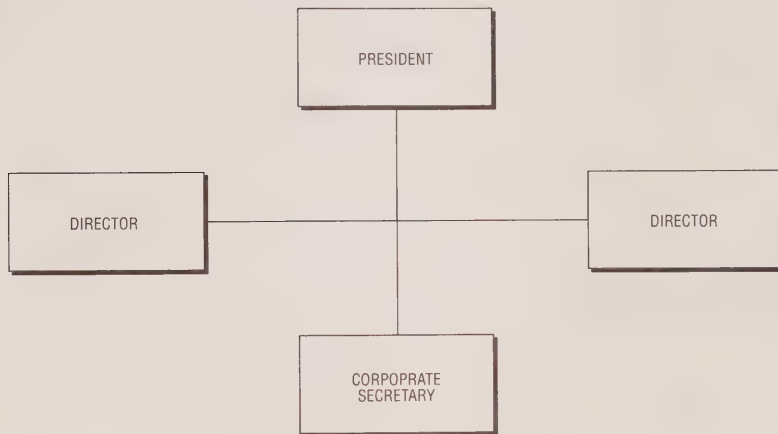 PRESIDENT
DIRECTOR
DIRECTOR
CORPOPRATE
SECRETARY